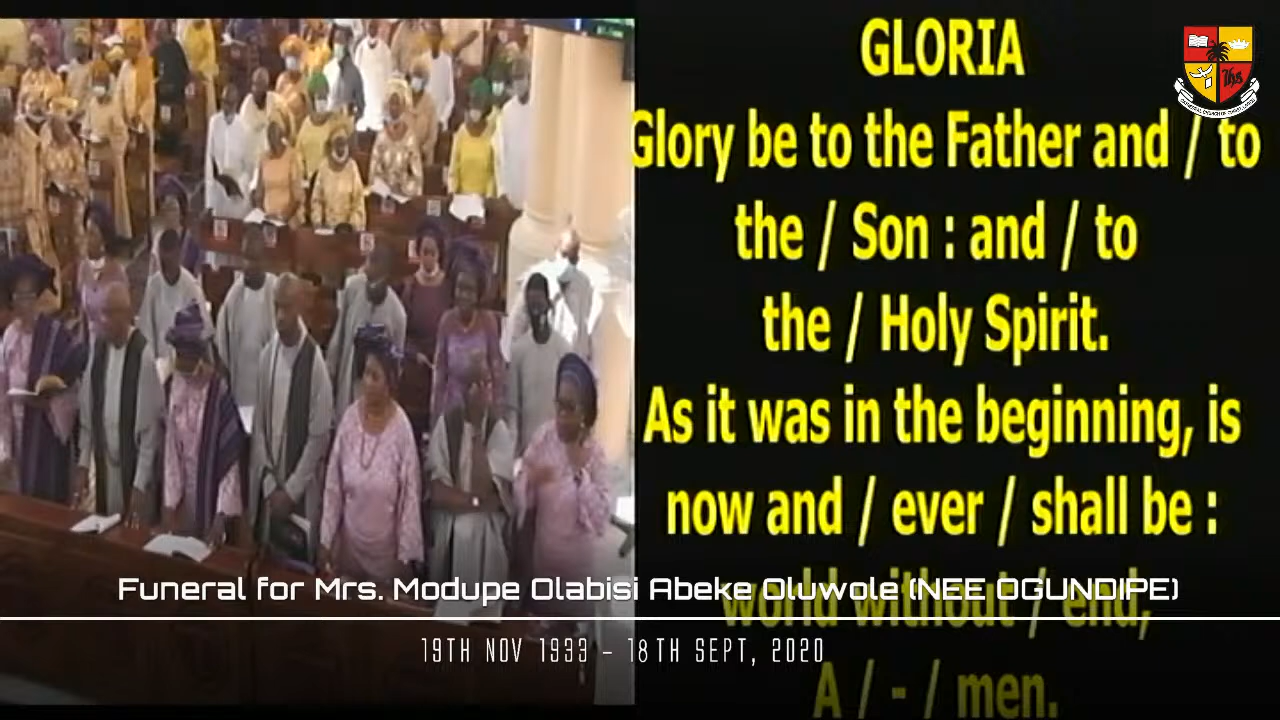 GLORIA
Glory be to the Father and / to
the / Son : and / to
the / Holy Spirit.
As it was in the beginning, is
now and / ever / shall be :
world without / end,
A / - / men.
Funeral for Mrs. Modupe Olabisi Abeke Oluwole (NEE OGUNDIPE)
19TH NOV 1933 - 18TH SEPT, 2020
Ihs